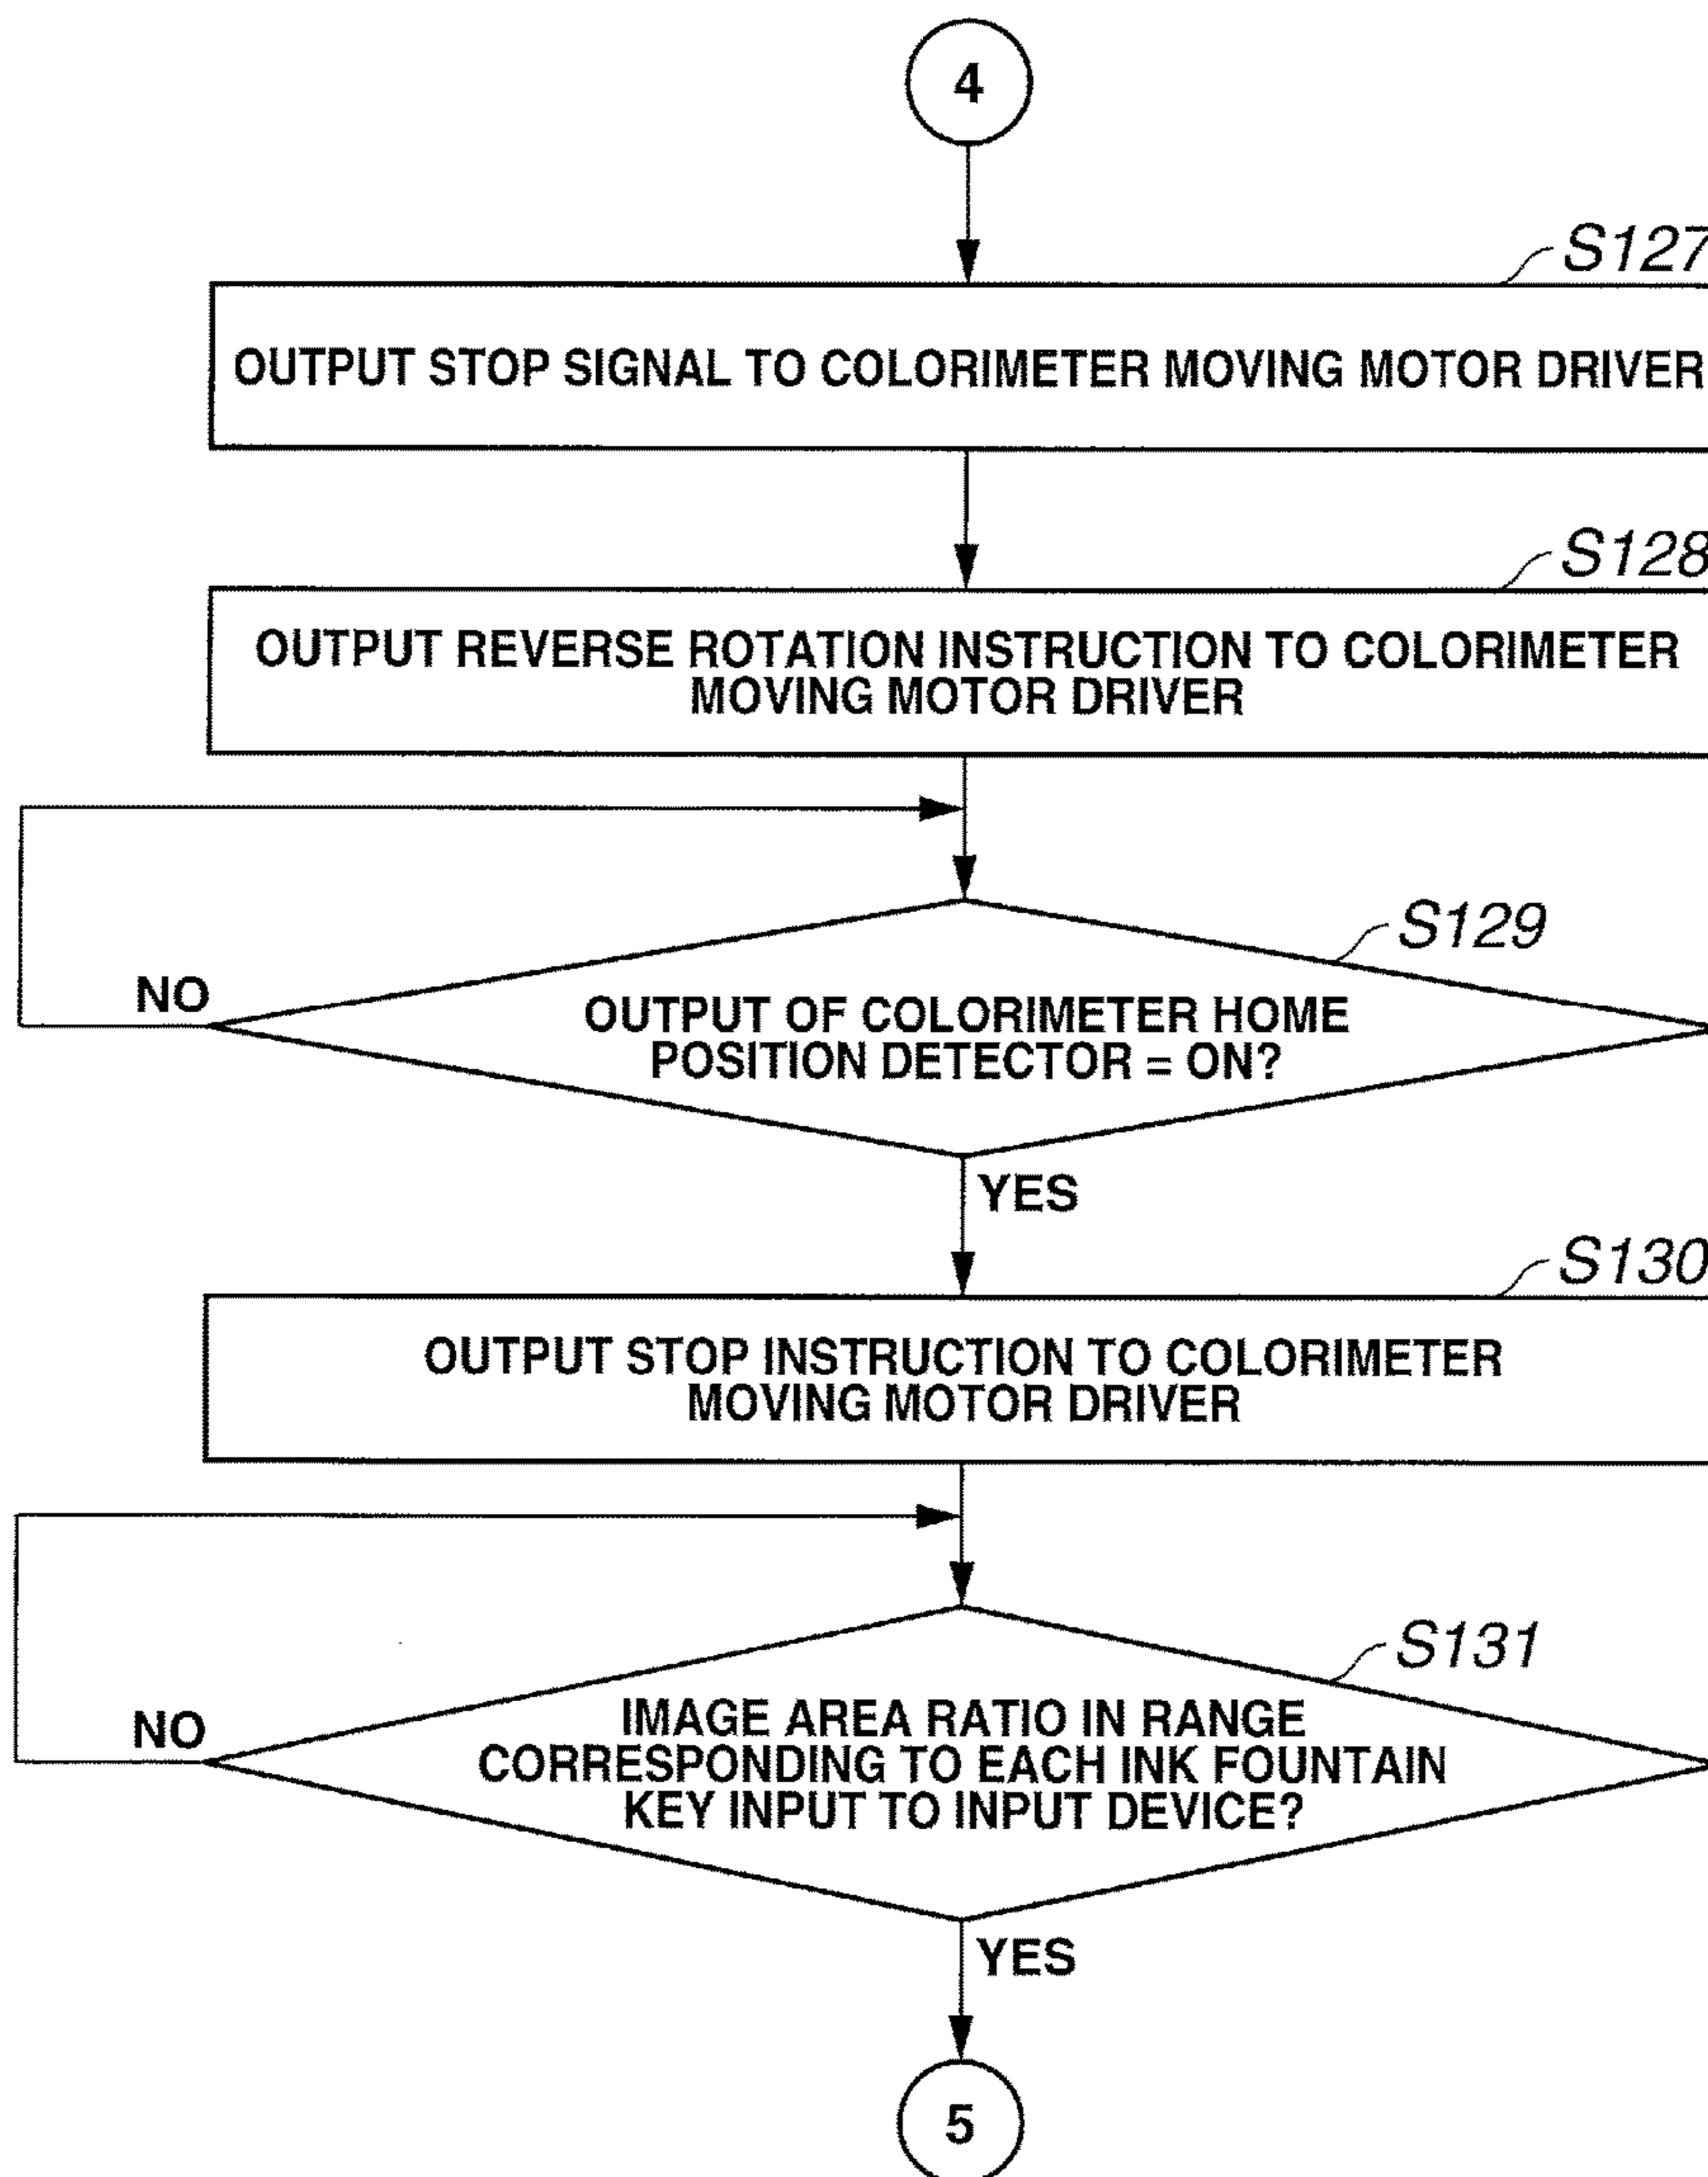 4
S127
OUTPUT STOP SIGNAL TO COLORIMETER MOVING MOTOR DRIVER
S128
OUTPUT REVERSE ROTATION INSTRUCTION TO COLORIMETER
MOVING MOTOR DRIVER
S129
NO
OUTPUT OF COLORIMETER HOME
POSITION DETECTOR = ON?
YES
S130
OUTPUT STOP INSTRUCTION TO COLORIMETER
MOVING MOTOR DRIVER
S131
NO
IMAGE AREA RATIO IN RANGE
CORRESPONDING TO EACH INK FOUNTAIN
KEY INPUT TO INPUT DEVICE?
YES
5